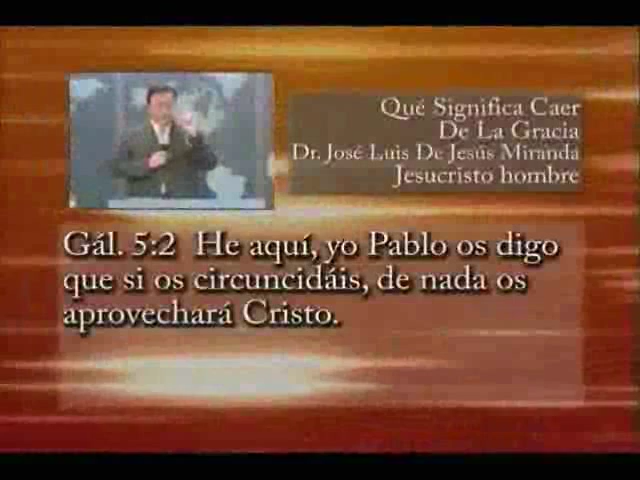 Qué Significa Caer
De La Gracia
Dr. José Luis De Jesús Miranda
Jesucristo hombre
Gál. 5:2 He aquí, yo Pablo os digo
que si os circuncidáis, de nada os
aprovechará Cristo.